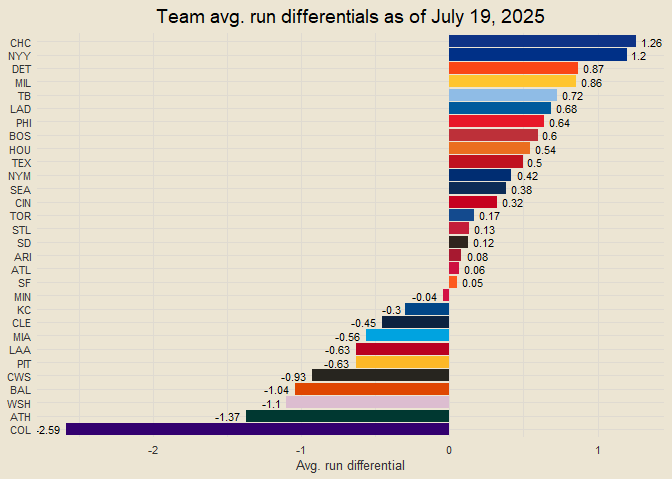 Team avg. run differentials as of July 19, 2025
CHC 1.26
NYY 1.2
DET 0.87
MIL 0.86
TB 0.72
LAD 0.68
PHI 0.64
BOS 0.6
HOU 0.54
TEX 0.5
NYM 0.42
SEA 0.38
CIN 0.32
TOR 0.17
STL 0.13
SD 0.12
ARI 0.08
ATL 0.06
SF 0.05
MIN -0.04
KC -0.3
CLE -0.45
MIA -0.56
LAA -0.63
PIT -0.63
CWS -0.93
BAL -1.04
WSH -1.1
ATH -1.37
COL -2.59
-2 -1 0 1
Avg. run differential